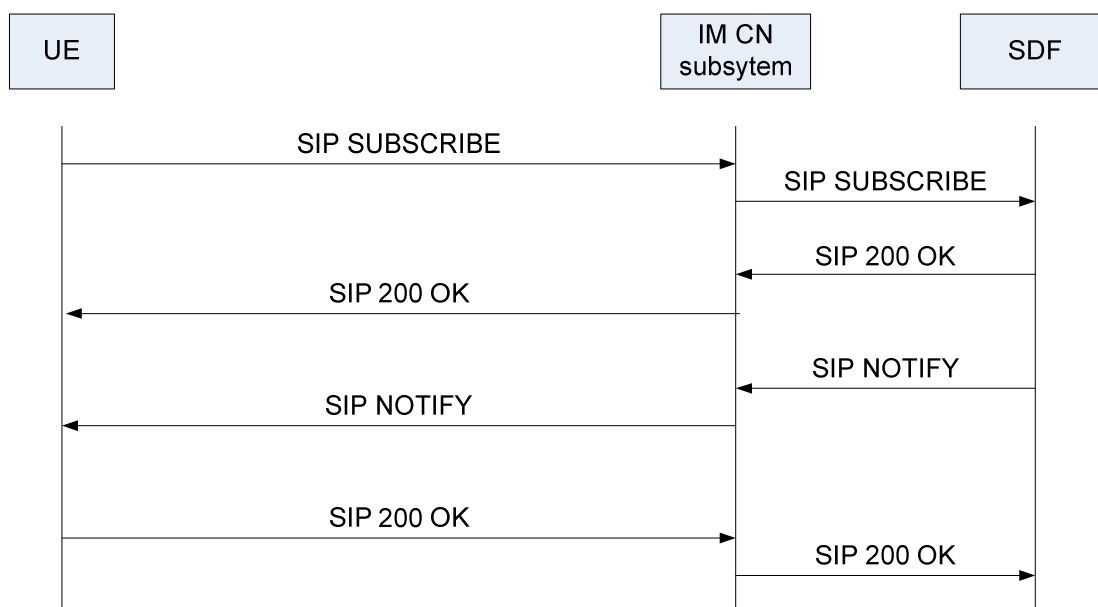 UE
IM CN
subsytem
SDF
SIP SUBSCRIBE
SIP SUBSCRIBE
SIP 200 OK
SIP 200 OK
SIP NOTIFY
SIP NOTIFY
SIP 200 OK
SIP 200 OK